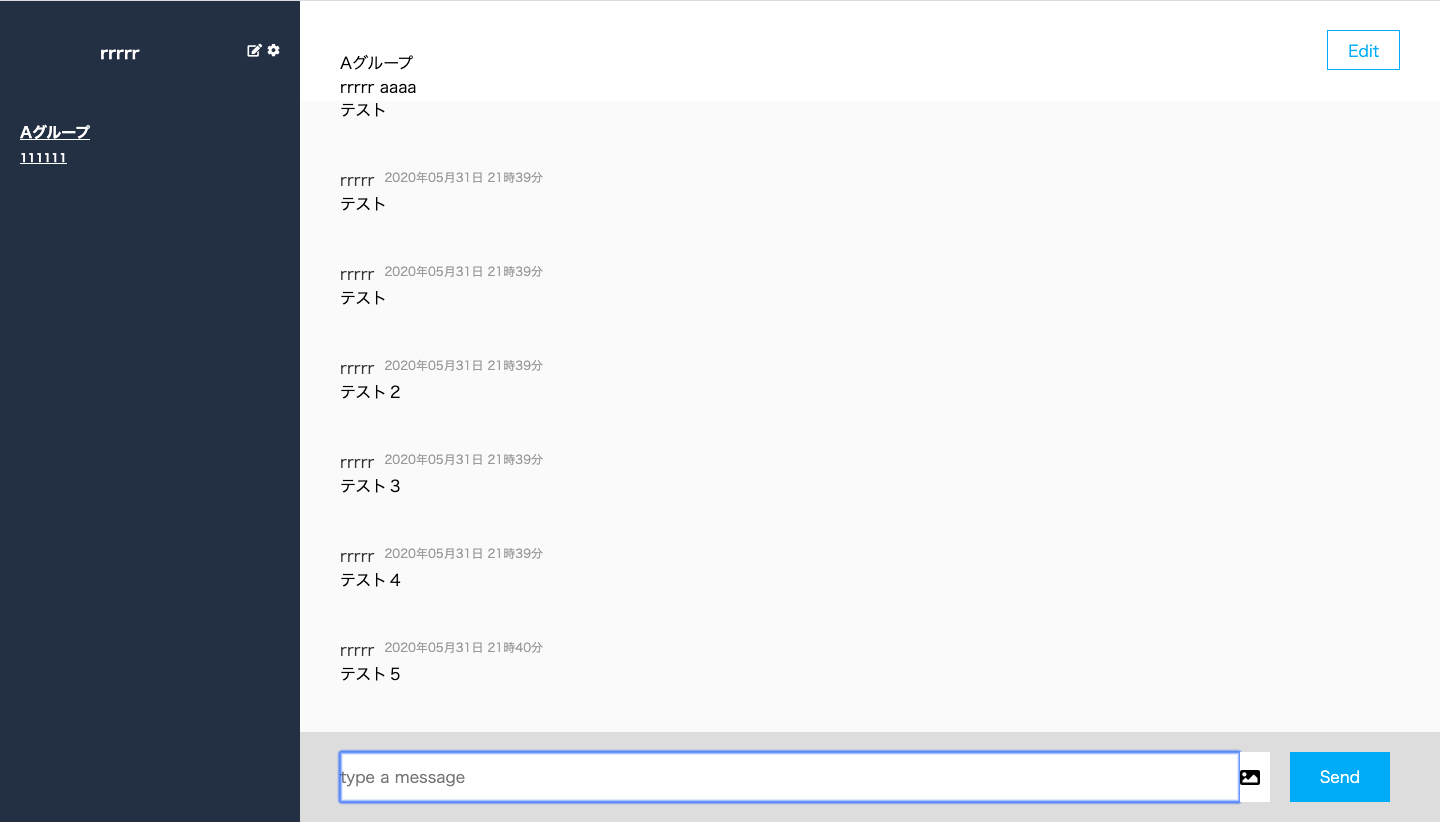 rrrrr
Aグループ
111111
Aグループ
rrrrr aaaa
Edit
テスト
rrrrr 2020年05月31日 21時39分
テスト
rrrrr 2020年05月31日 21時39分
テスト
rrrrr 2020年05月31日 21時39分
テスト２
rrrrr 2020年05月31日 21時39分
テスト３
rrrrr 2020年05月31日 21時39分
テスト４
rrrrr 2020年05月31日 21時40分
テスト５
type a message
Send